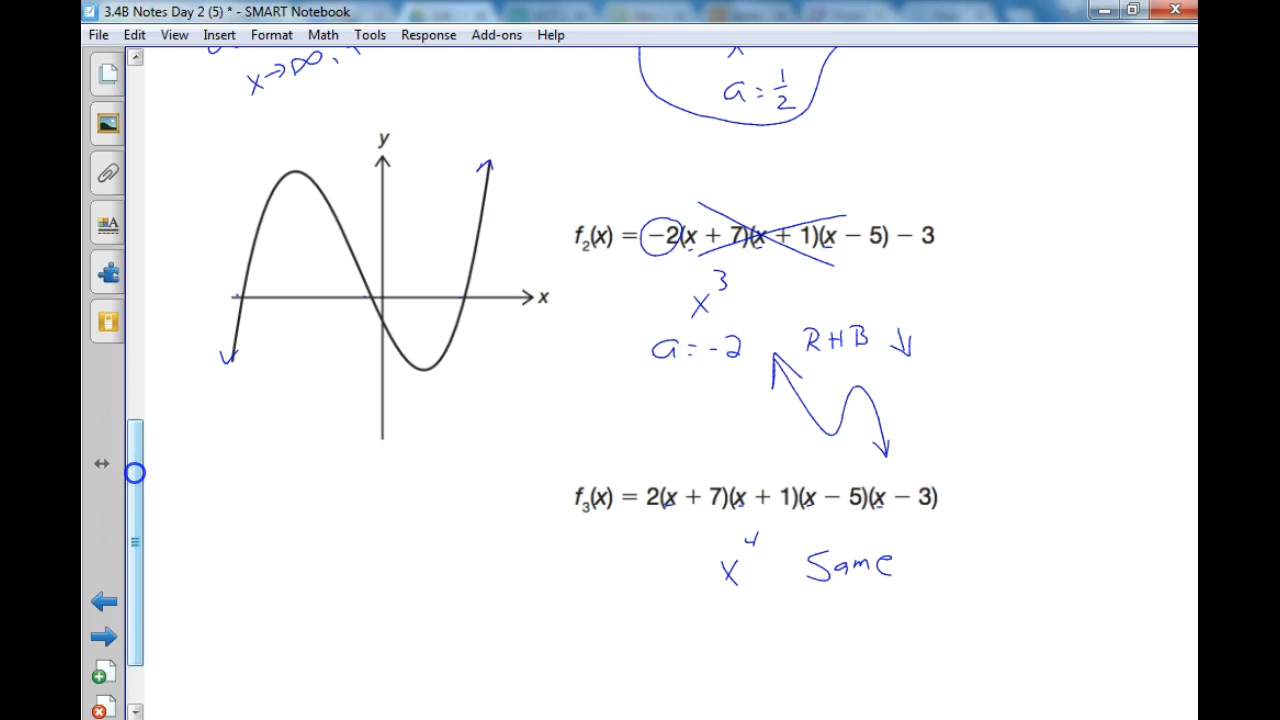 3.4B Notes Day 2 (5) * - SMART Notebook
File Edit View Insert Format Math Tools Response Add-ons Help
x→∞,
x
a = 1/2
y
x
f₂(x) = −2(x + 7)(x + 1)(x − 5) − 3
x³
a = -2 RHB ↓
f₃(x) = 2(x + 7)(x + 1)(x − 5)(x − 3)
x⁴ Same